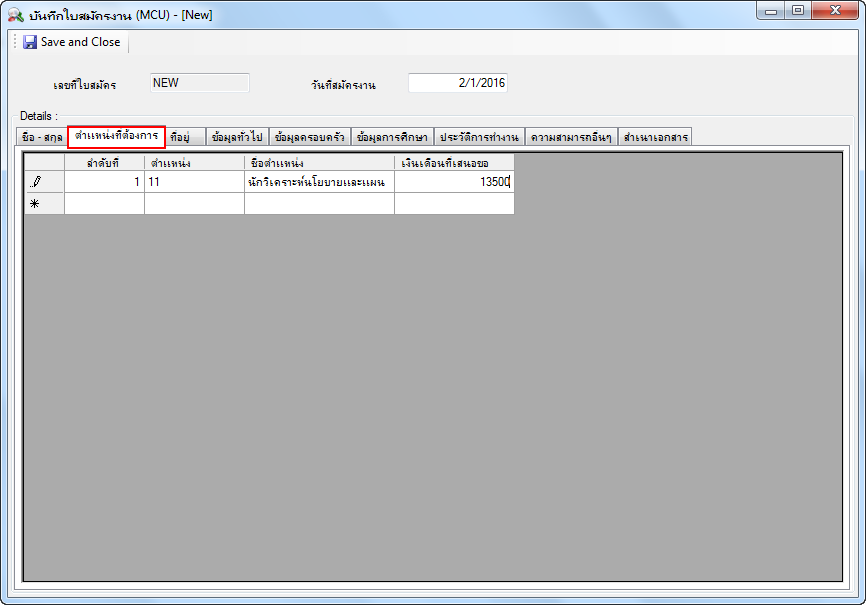 บันทึกใบสมัครงาน (MCU) - [New]
Save and Close
เลขที่ใบสมัคร NEW วันที่สมัครงาน 2/1/2016
Details :
ชื่อ - สกุล ตำแหน่งที่ต้องการ ที่อยู่ ข้อมูลทั่วไป ข้อมูลครอบครัว ข้อมูลการศึกษา ประวัติการทำงาน ความสามารถอื่นๆ สำเนาเอกสาร
ลำดับที่ ตำแหน่ง ชื่อตำแหน่ง เงินเดือนที่เสนอขอ
1 11 นักวิเคราะห์นโยบายและแผน 13500